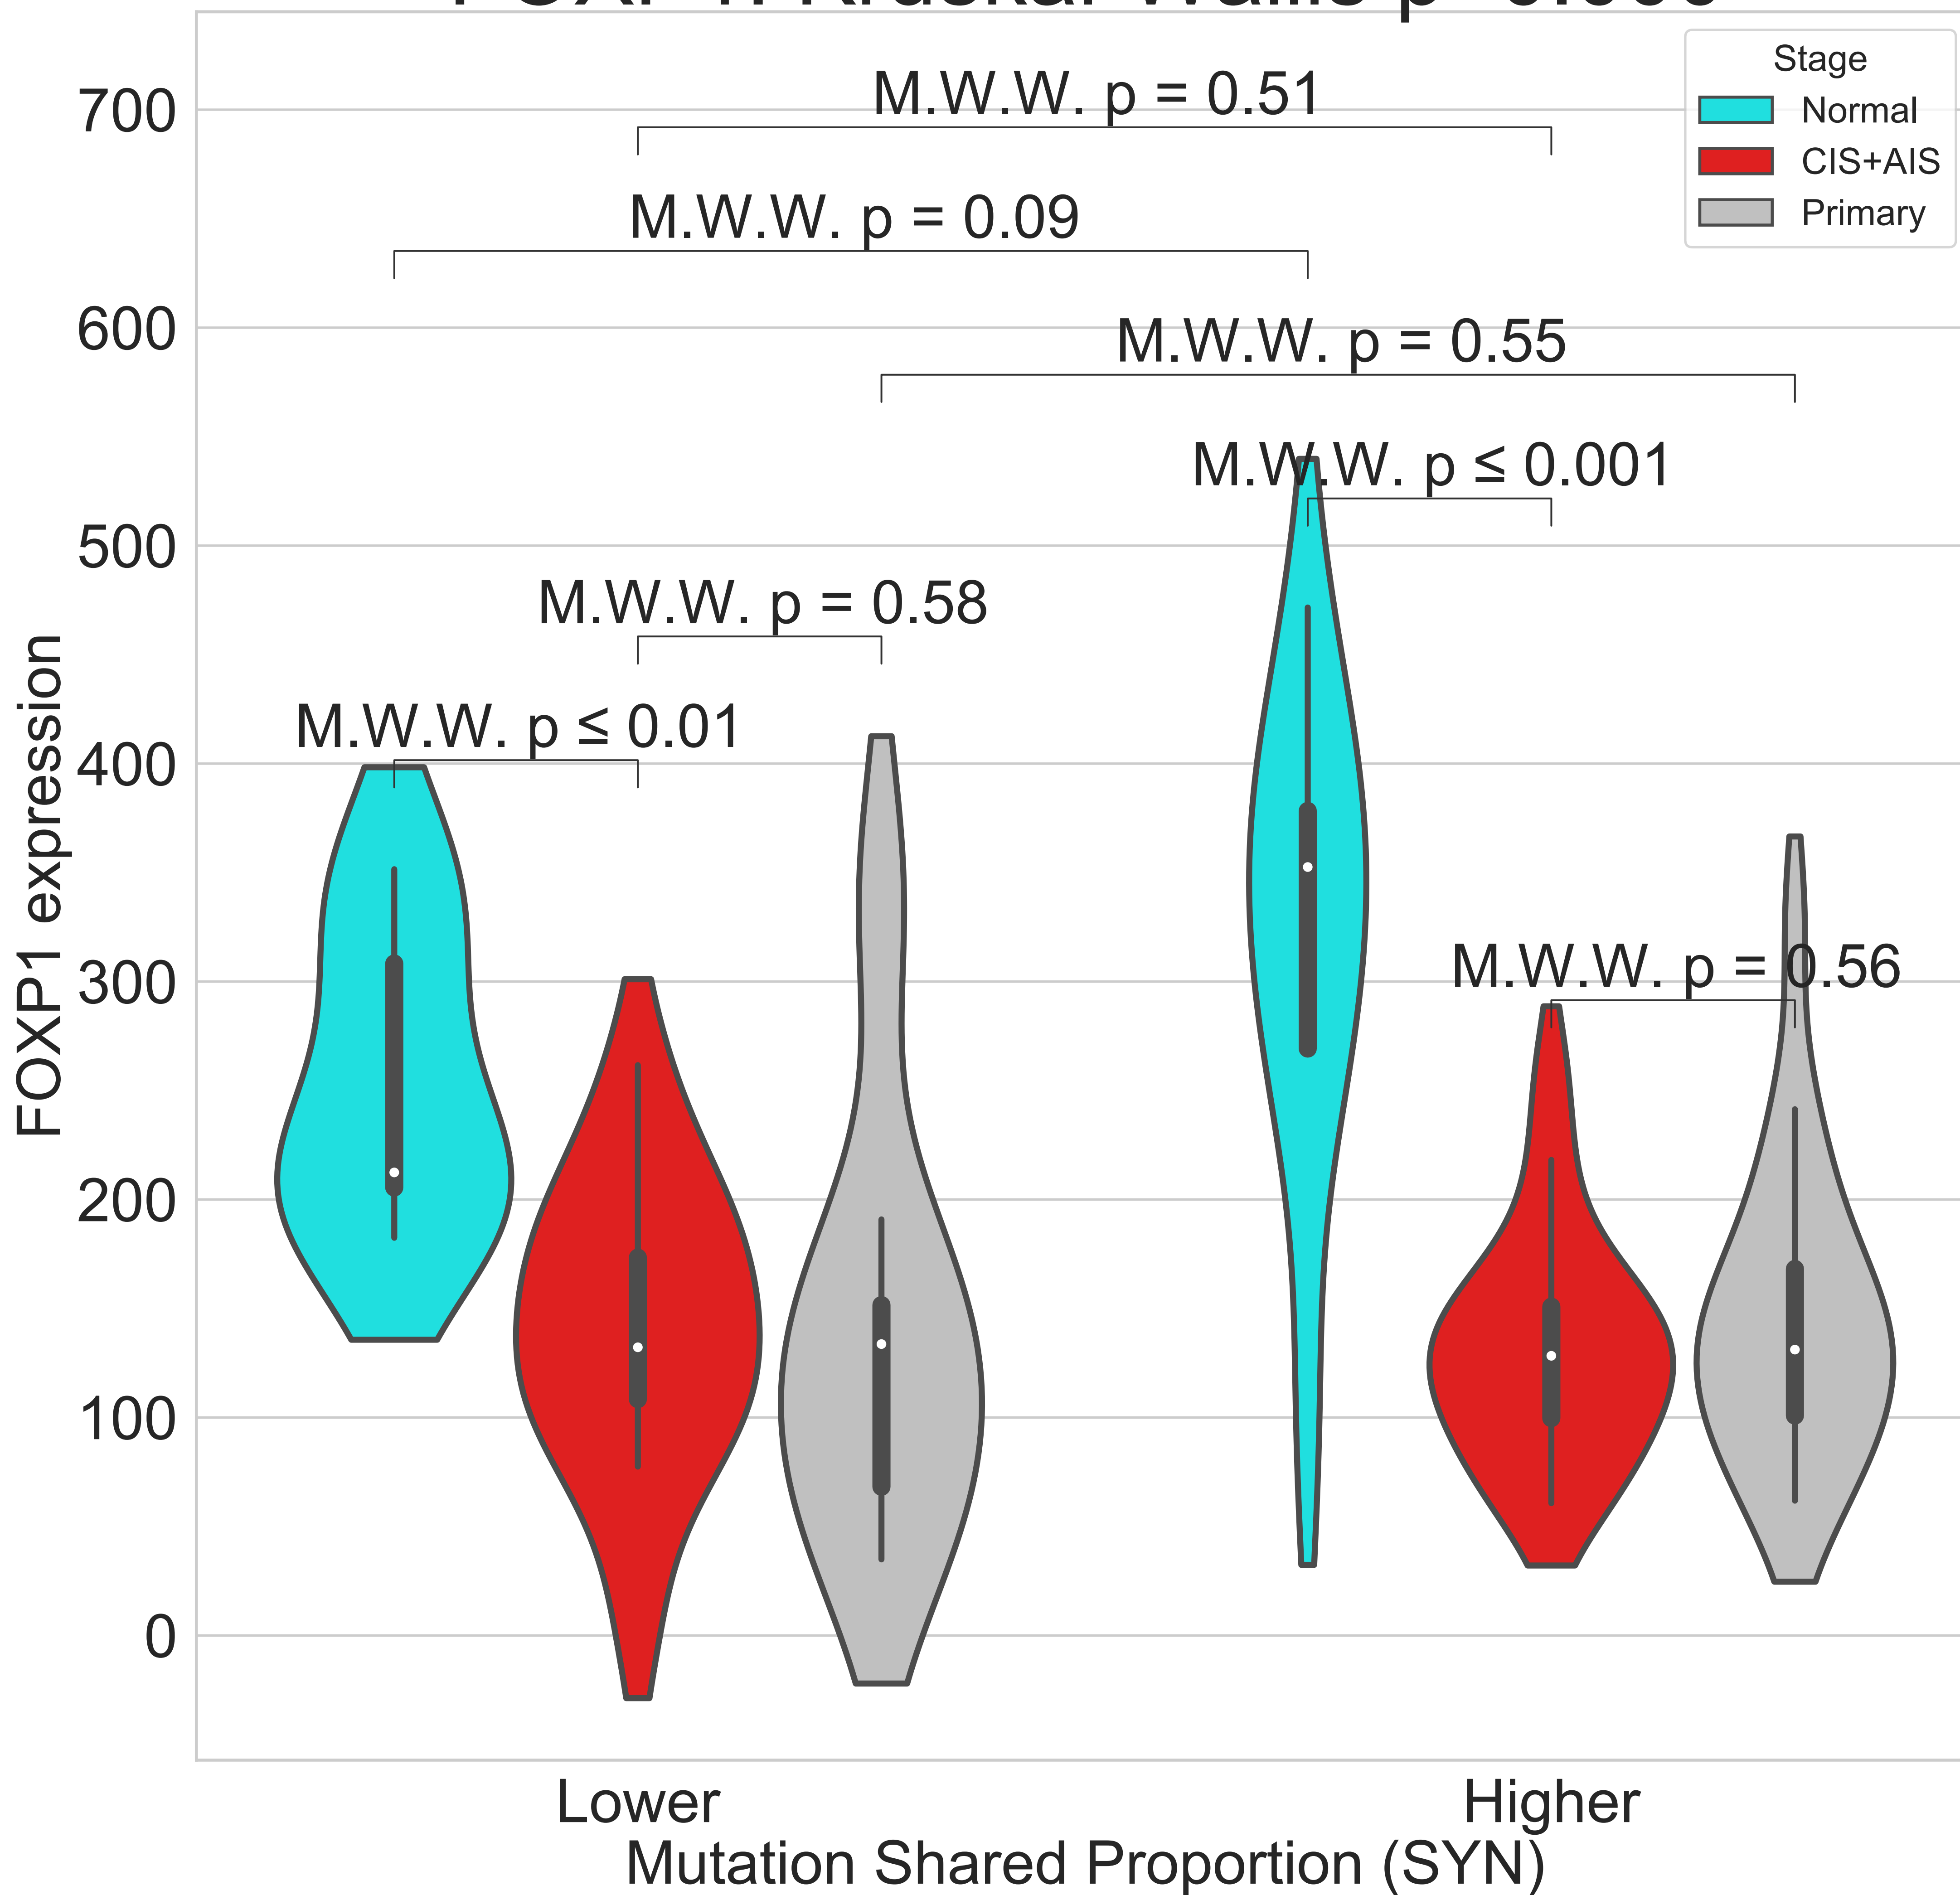 Stage
Normal
CIS+AIS
Primary
M.W.W. p = 0.51
M.W.W. p = 0.09
M.W.W. p = 0.55
M.W.W. p ≤ 0.001
M.W.W. p = 0.58
M.W.W. p ≤ 0.01
M.W.W. p = 0.56
700
600
500
400
300
200
100
0
FOXP1 expression
Lower
Higher
Mutation Shared Proportion (SYN)